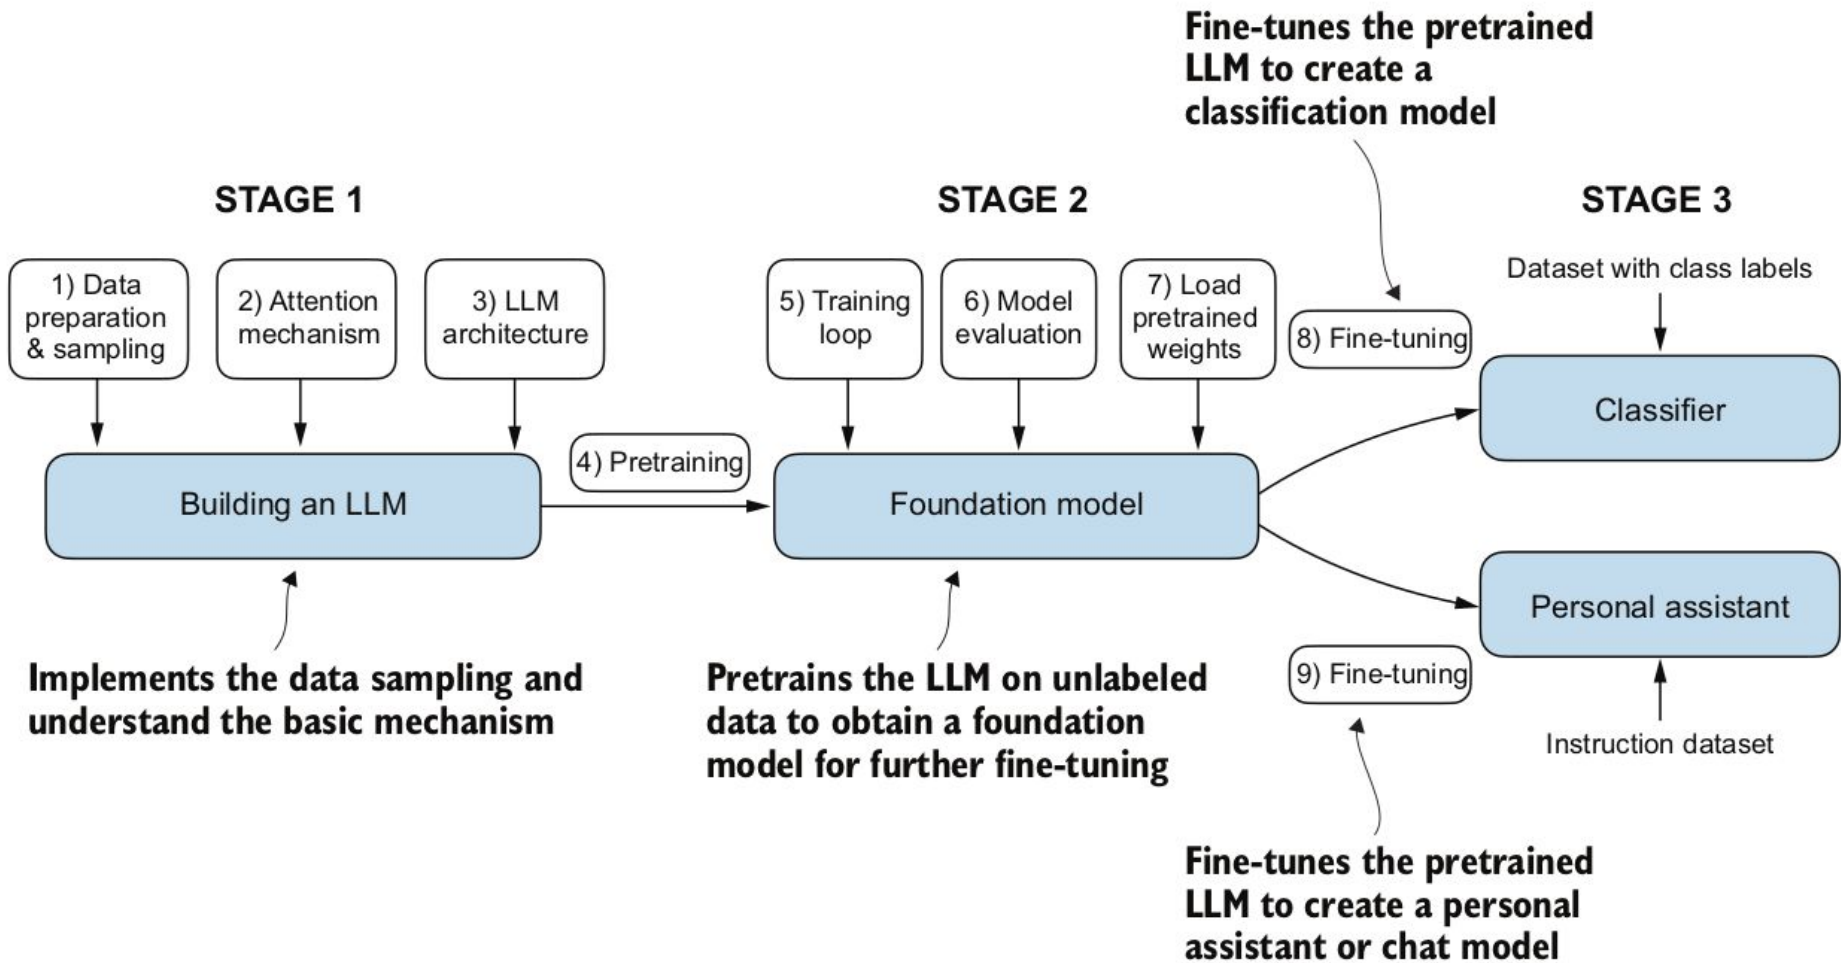 Fine-tunes the pretrained
LLM to create a
classification model
STAGE 1
STAGE 2
STAGE 3
1) Data
preparation
& sampling
2) Attention
mechanism
3) LLM
architecture
4) Pretraining
5) Training
loop
6) Model
evaluation
7) Load
pretrained
weights
8) Fine-tuning
Dataset with class labels
Classifier
Building an LLM
Foundation model
Personal assistant
Implements the data sampling and
understand the basic mechanism
Pretrains the LLM on unlabeled
data to obtain a foundation
model for further fine-tuning
9) Fine-tuning
Instruction dataset
Fine-tunes the pretrained
LLM to create a personal
assistant or chat model